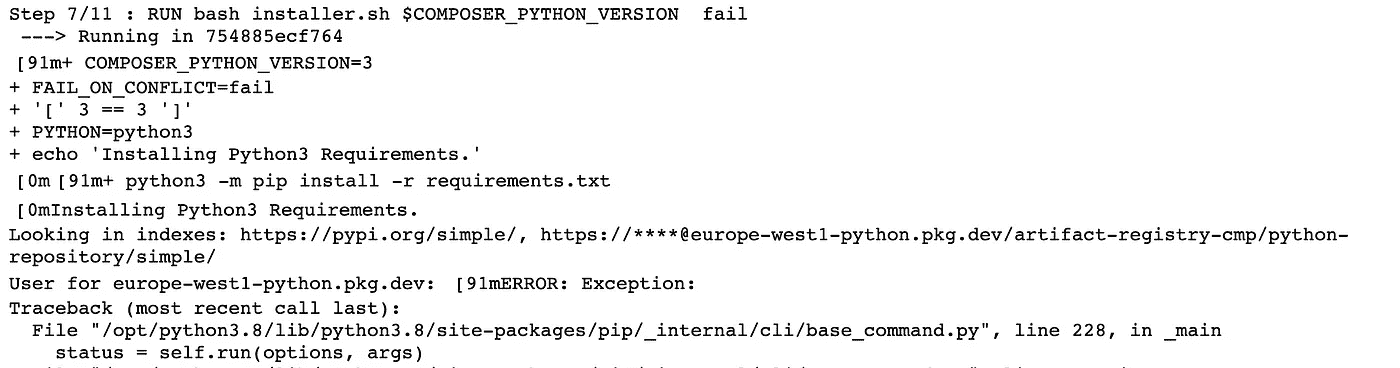 Step 7/11 : RUN bash installer.sh $COMPOSER_PYTHON_VERSION  fail
 ---> Running in 754885ecf764
 [91m+ COMPOSER_PYTHON_VERSION=3
+ FAIL_ON_CONFLICT=fail
+ '[' 3 == 3 ']'
+ PYTHON=python3
+ echo 'Installing Python3 Requirements.'
 [0m [91m+ python3 -m pip install -r requirements.txt
 [0mInstalling Python3 Requirements.
Looking in indexes: https://pypi.org/simple/, https://****@europe-west1-python.pkg.dev/artifact-registry-cmp/python-
repository/simple/
User for europe-west1-python.pkg.dev:  [91mERROR: Exception:
Traceback (most recent call last):
  File "/opt/python3.8/lib/python3.8/site-packages/pip/_internal/cli/base_command.py", line 228, in _main
    status = self.run(options, args)